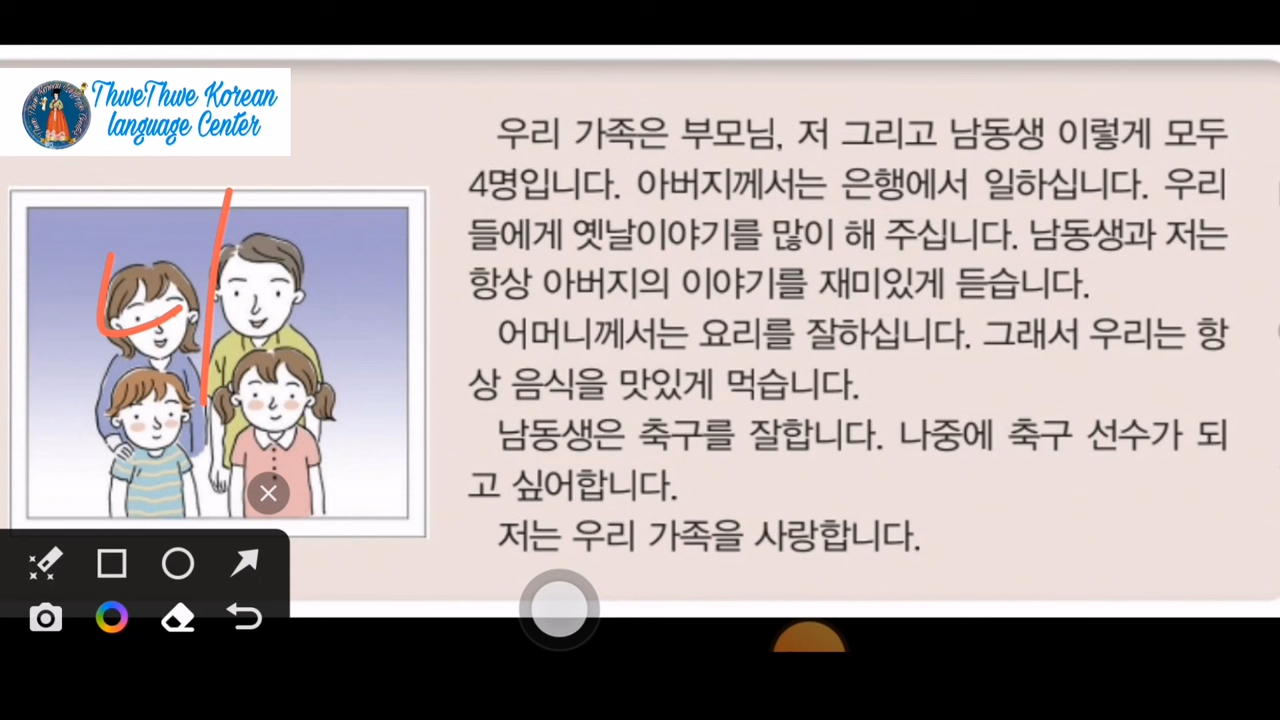 ThweThwe Korean
language Center
우리 가족은 부모님, 저 그리고 남동생 이렇게 모두
4명입니다. 아버지께서는 은행에서 일하십니다. 우리
들에게 옛날이야기를 많이 해 주십니다. 남동생과 저는
항상 아버지의 이야기를 재미있게 듣습니다.
어머니께서는 요리를 잘하십니다. 그래서 우리는 항
상 음식을 맛있게 먹습니다.
남동생은 축구를 잘합니다. 나중에 축구 선수가 되
고 싶어합니다.
저는 우리 가족을 사랑합니다.